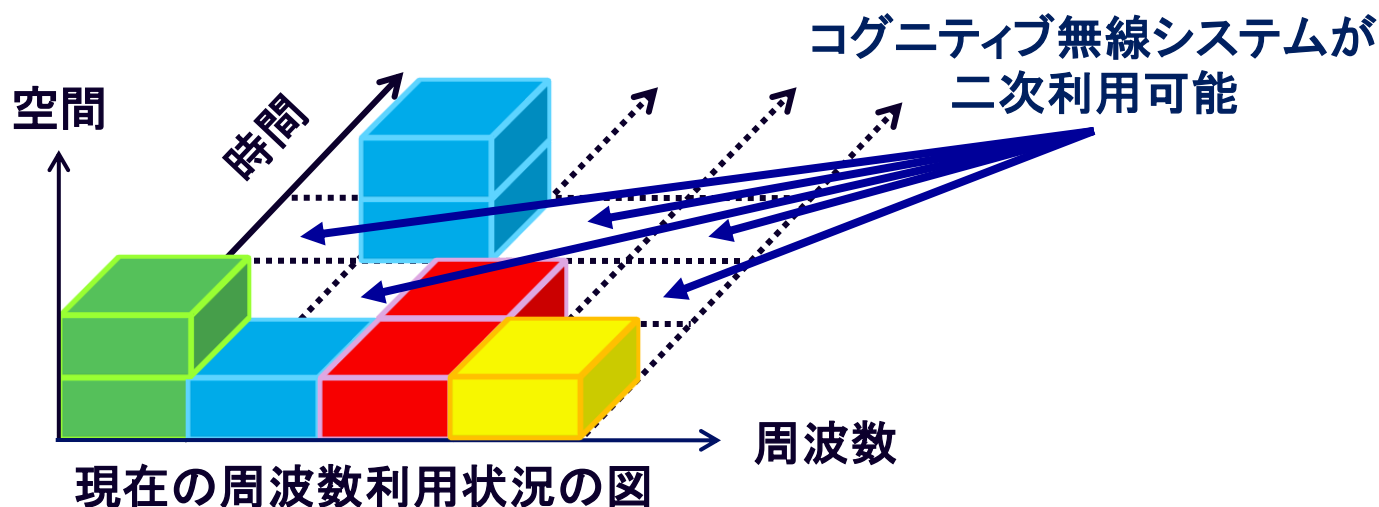 コグニティブ無線システムが
二次利用可能
空間
時間
周波数
現在の周波数利用状況の図